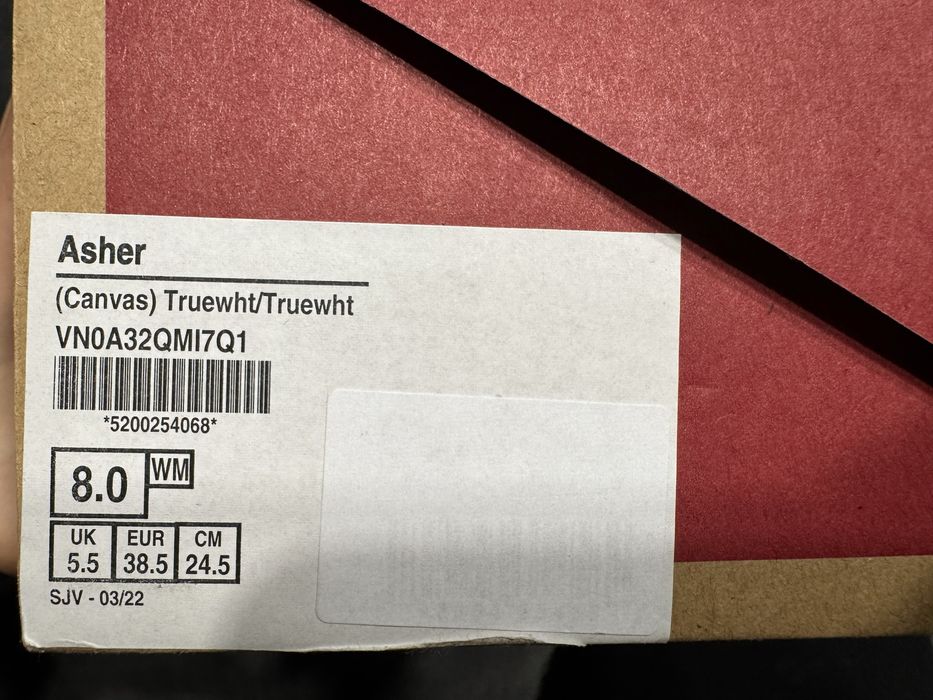 Asher
(Canvas) Truewht/Truewht
VN0A32QMI7Q1
*5200254068*
8.0 WM
UK EUR CM
5.5 38.5 24.5
SJV - 03/22